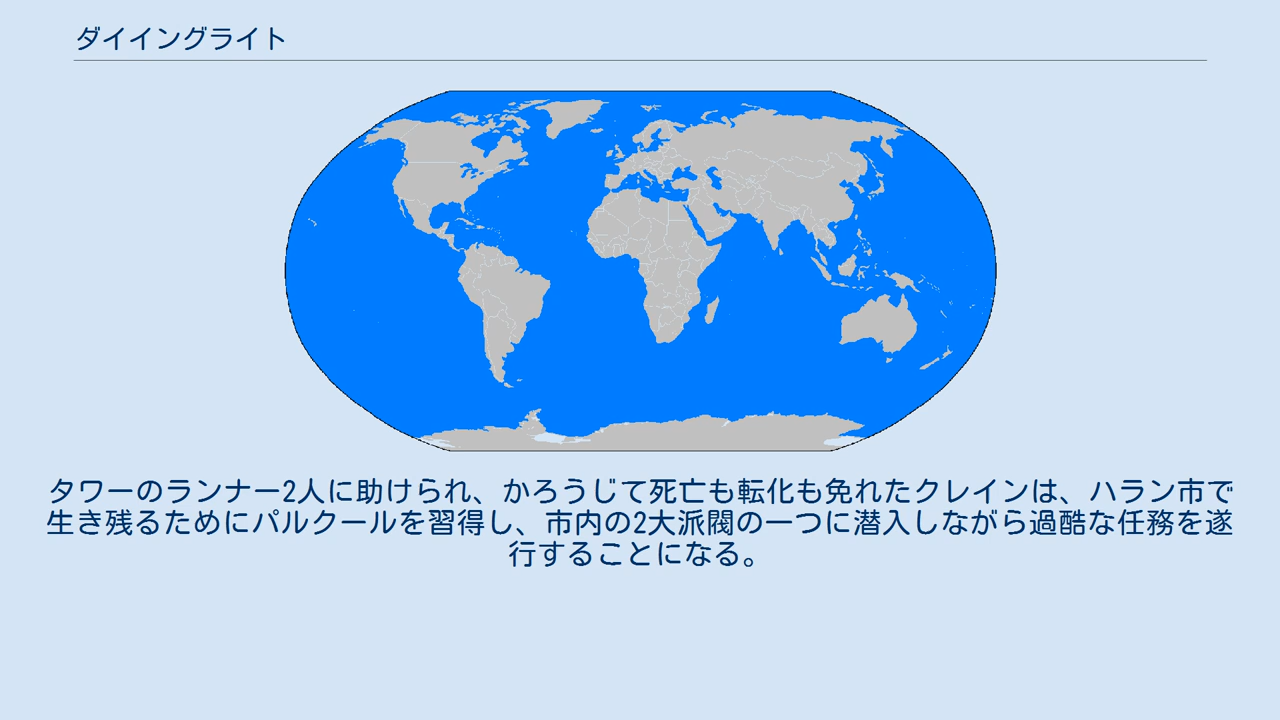 ダイイングライト
タワーのランナー2人に助けられ、かろうじて死亡も転化も免れたクレインは、ハラン市で
生き残るためにパルクールを習得し、市内の2大派閥の一つに潜入しながら過酷な任務を遂
行することになる。